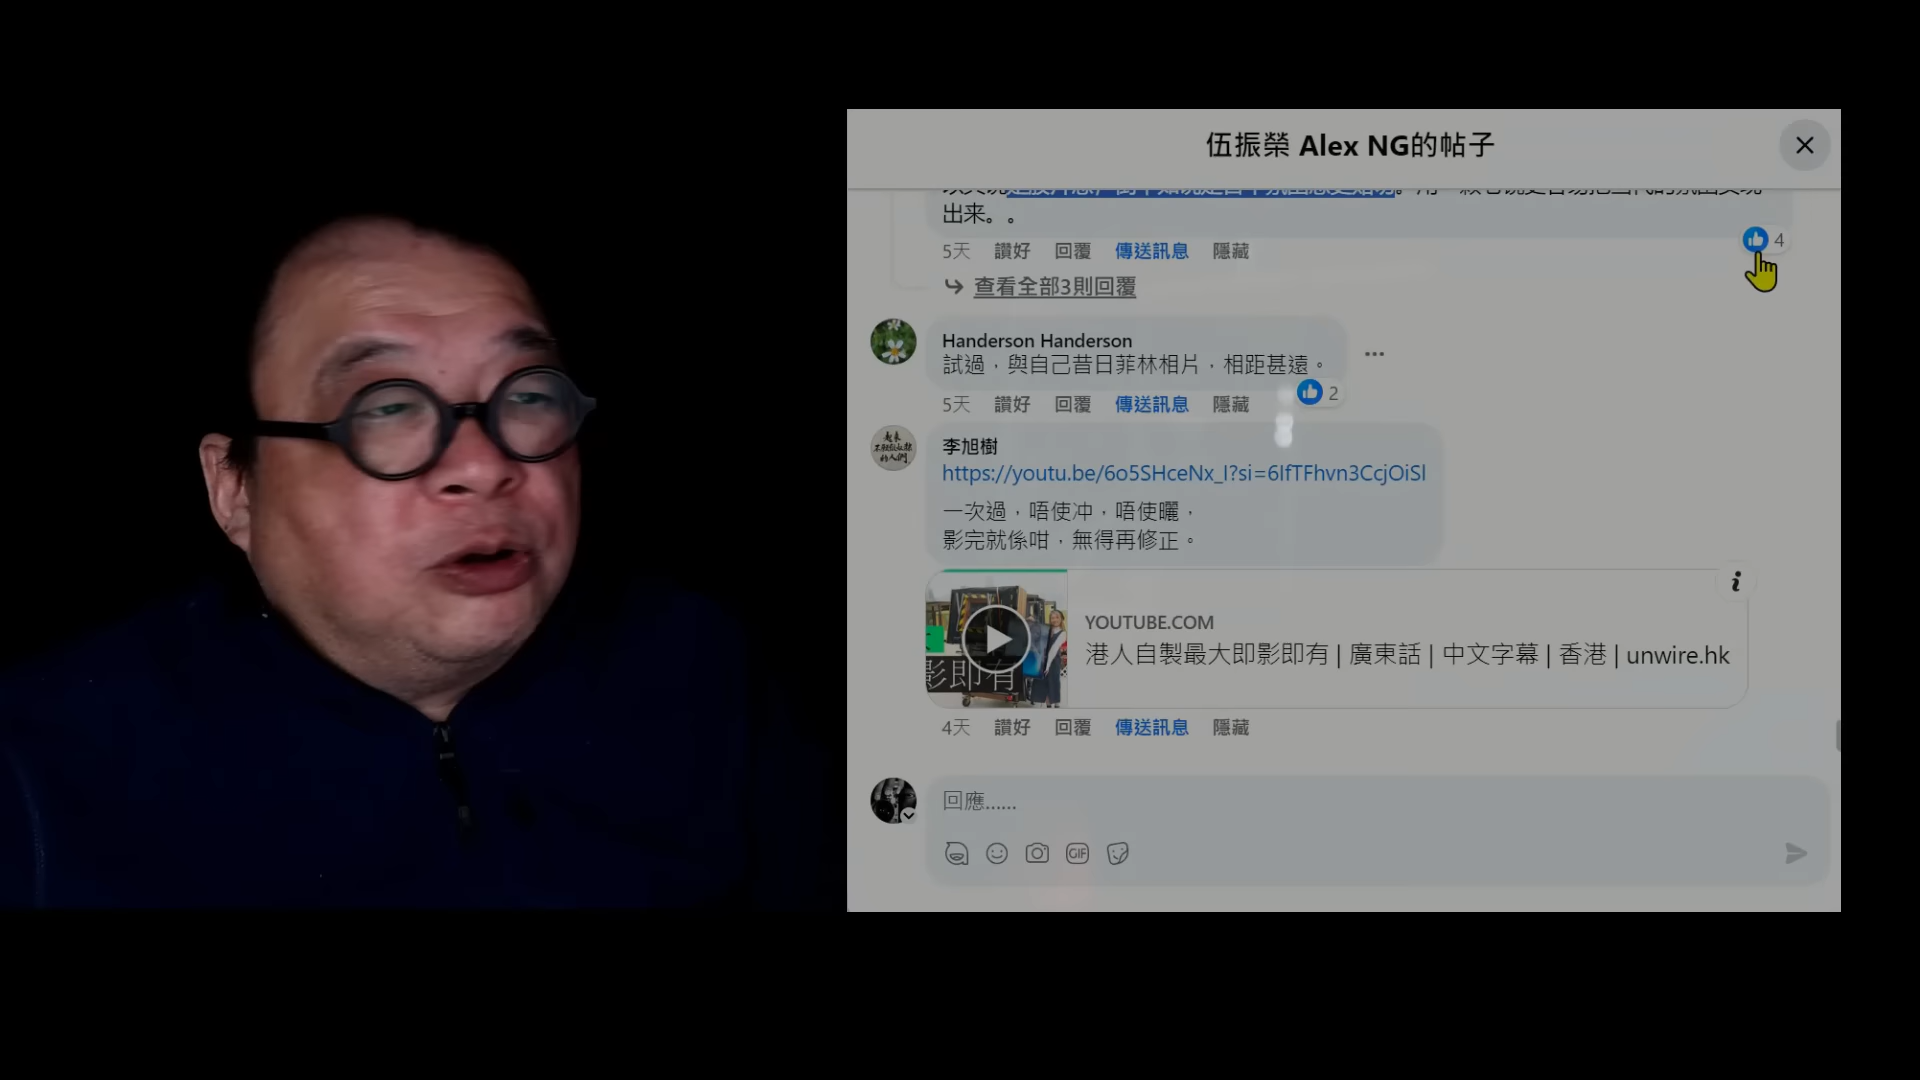 伍振榮 Alex NG的帖子
出来。。
5天 讚好 回覆 傳送訊息 隱藏
4
查看全部3則回覆
Handerson Handerson
試過，與自己昔日菲林相片，相距甚遠。
2
5天 讚好 回覆 傳送訊息 隱藏
李旭樹
https://youtu.be/6o5SHceNx_I?si=6IfTFhvn3CcjOiSl
一次過，唔使冲，唔使曬，
影完就係咁，無得再修正。
影即有
YOUTUBE.COM
港人自製最大即影即有 | 廣東話 | 中文字幕 | 香港 | unwire.hk
4天 讚好 回覆 傳送訊息 隱藏
回應......
GIF